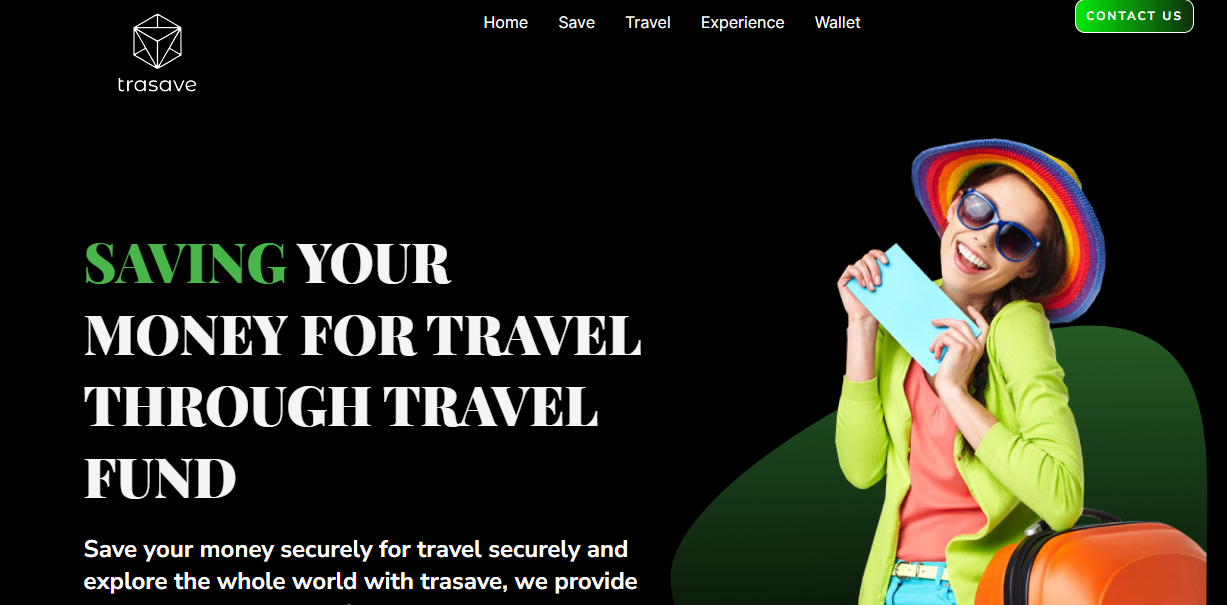 Home Save Travel Experience Wallet
CONTACT US
trasave
SAVING YOUR
MONEY FOR TRAVEL
THROUGH TRAVEL
FUND
Save your money securely for travel securely and
explore the whole world with trasave, we provide